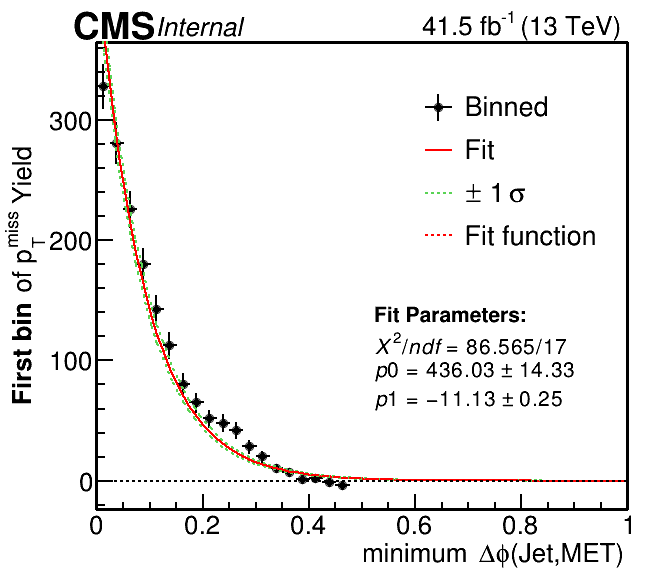 CMS Internal 41.5 fb-1 (13 TeV)
First bin of pTmiss Yield
300
200
100
0
Binned
Fit
± 1 σ
Fit function
Fit Parameters:
X2/ndf = 86.565/17
p0 = 436.03 ± 14.33
p1 = −11.13 ± 0.25
0 0.2 0.4 0.6 0.8 1
minimum Δϕ(Jet,MET)